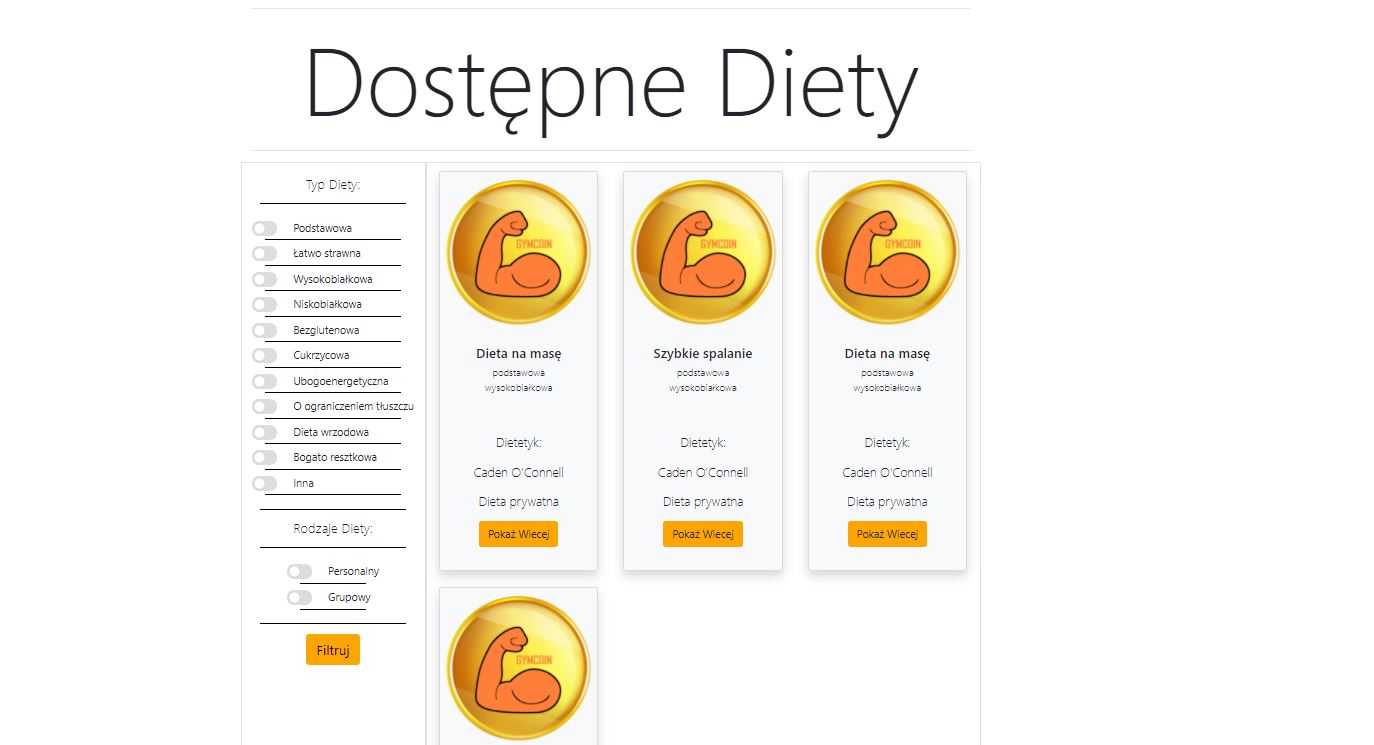 Dostępne Diety
Typ Diety:
Podstawowa
Łatwo strawna
Wysokobiałkowa
Niskobiałkowa
Bezglutenowa
Cukrzycowa
Ubogoenergetyczna
O ograniczeniem tłuszczu
Dieta wrzodowa
Bogato resztkowa
Inna
Rodzaje Diety:
Personalny
Grupowy
Filtruj
GYMCOIN
Dieta na masę
podstawowa
wysokobiałkowa
Dietetyk:
Caden O'Connell
Dieta prywatna
Pokaż Wiecej
GYMCOIN
Szybkie spalanie
podstawowa
wysokobiałkowa
Dietetyk:
Caden O'Connell
Dieta prywatna
Pokaż Wiecej
GYMCOIN
Dieta na masę
podstawowa
wysokobiałkowa
Dietetyk:
Caden O'Connell
Dieta prywatna
Pokaż Wiecej
GYMCOIN